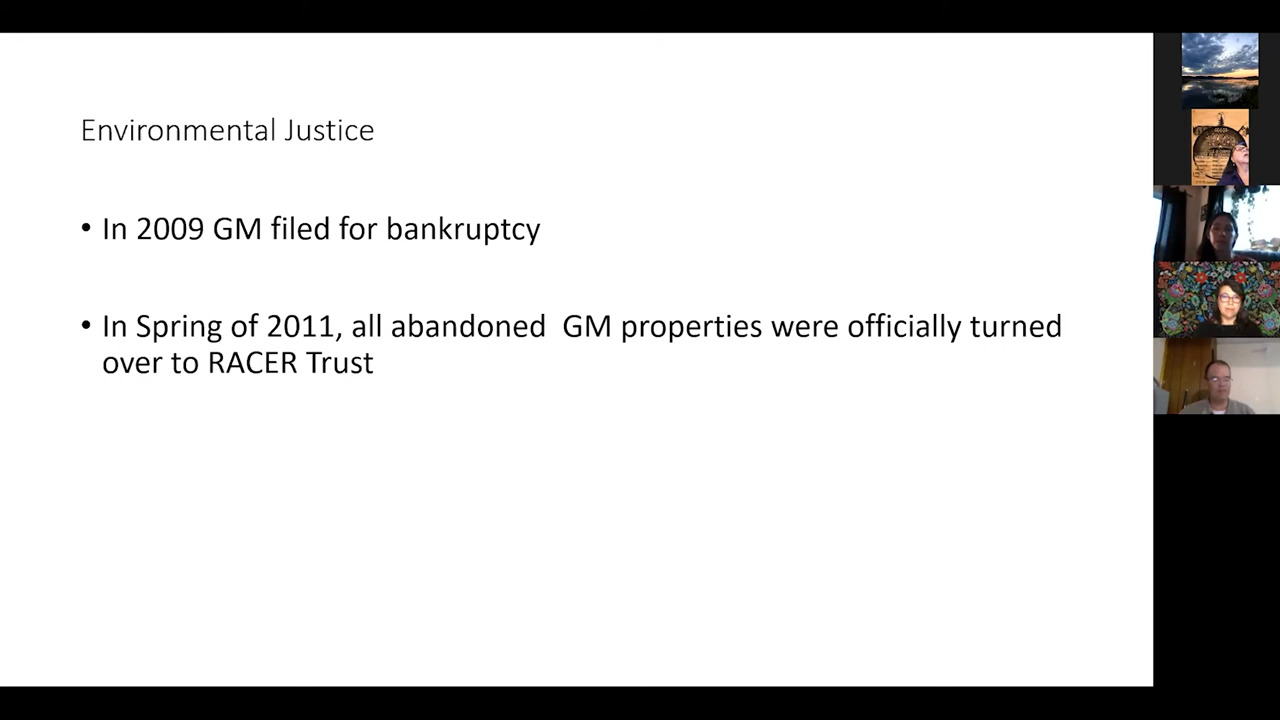 Environmental Justice
• In 2009 GM filed for bankruptcy
• In Spring of 2011, all abandoned  GM properties were officially turned
over to RACER Trust